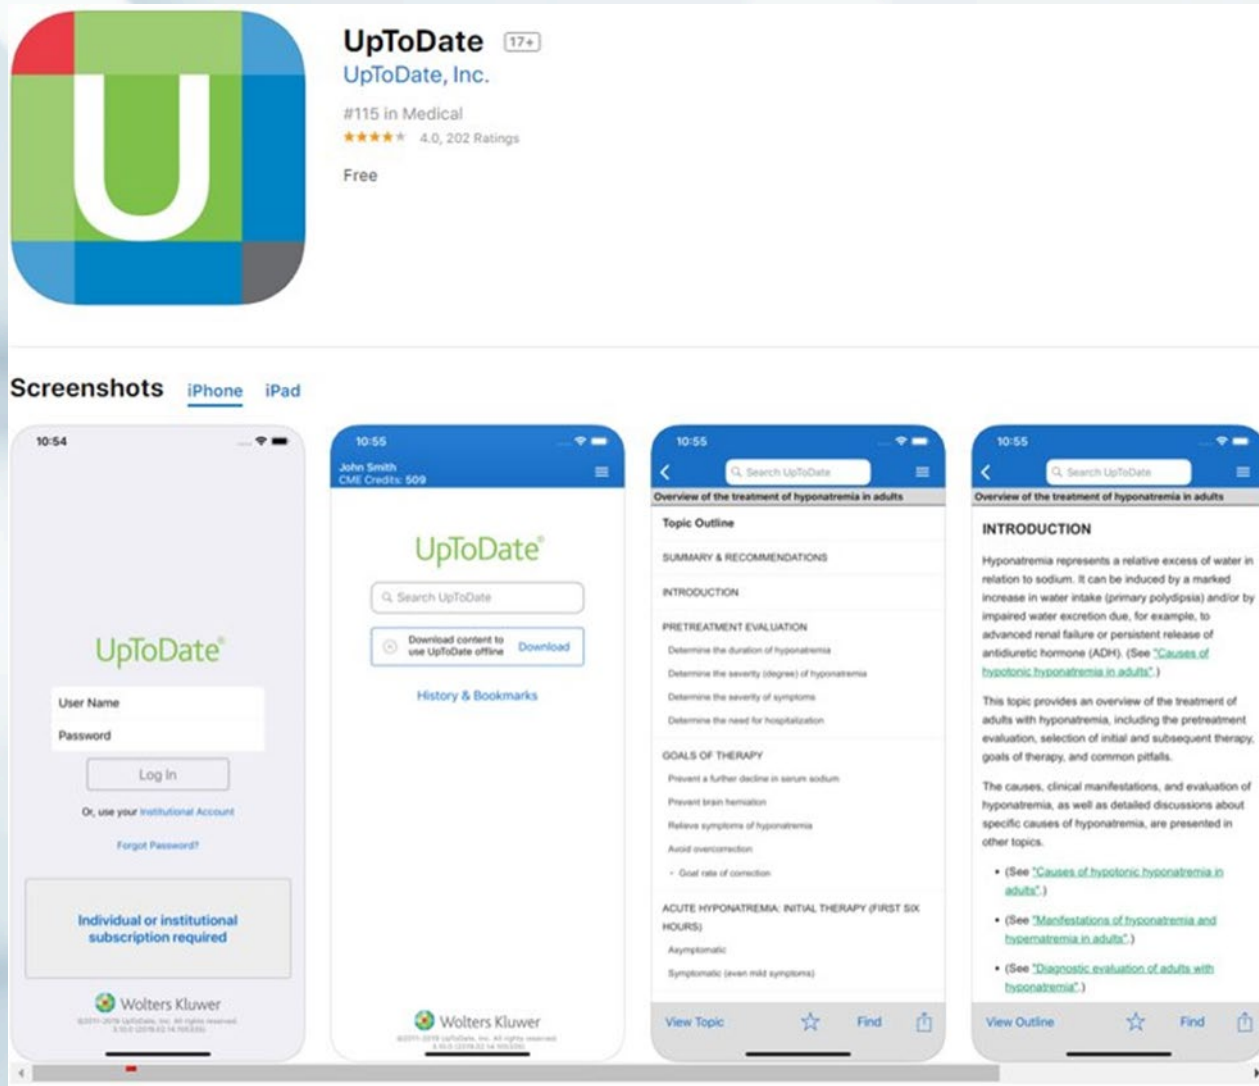 U
UpToDate 17+
UpToDate, Inc.
#115 in Medical
★★★★★ 4.0, 202 Ratings
Free
Screenshots iPhone iPad
10:54
UpToDate®
User Name
Password
Log In
Or, use your Institutional Account
Forgot Password?
Individual or institutional
subscription required
Wolters Kluwer
©2011-2019 UpToDate, Inc. All rights reserved.
10:55
John Smith
CME Credits: 509
UpToDate®
Search UpToDate
Download content to
use UpToDate offline
Download
History & Bookmarks
Wolters Kluwer
©2011-2019 UpToDate, Inc. All rights reserved.
10:55
Search UpToDate
Overview of the treatment of hyponatremia in adults
Topic Outline
SUMMARY & RECOMMENDATIONS
INTRODUCTION
PRETREATMENT EVALUATION
Determine the duration of hyponatremia
Determine the severity (degree) of hyponatremia
Determine the severity of symptoms
Determine the need for hospitalization
GOALS OF THERAPY
Prevent a further decline in serum sodium
Prevent brain herniation
Relieve symptoms of hyponatremia
Avoid overcorrection
• Goal rate of correction
ACUTE HYPONATREMIA: INITIAL THERAPY (FIRST SIX
HOURS)
Asymptomatic
Symptomatic (even mild symptoms)
View Topic Find
10:55
Search UpToDate
Overview of the treatment of hyponatremia in adults
INTRODUCTION
Hyponatremia represents a relative excess of water in
relation to sodium. It can be induced by a marked
increase in water intake (primary polydipsia) and/or by
impaired water excretion due, for example, to
advanced renal failure or persistent release of
antidiuretic hormone (ADH). (See "Causes of
hypotonic hyponatremia in adults".)
This topic provides an overview of the treatment of
adults with hyponatremia, including the pretreatment
evaluation, selection of initial and subsequent therapy,
goals of therapy, and common pitfalls.
The causes, clinical manifestations, and evaluation of
hyponatremia, as well as detailed discussions about
specific causes of hyponatremia, are presented in
other topics.
• (See "Causes of hypotonic hyponatremia in
adults".)
• (See "Manifestations of hyponatremia and
hypernatremia in adults".)
• (See "Diagnostic evaluation of adults with
hyponatremia".)
View Outline Find